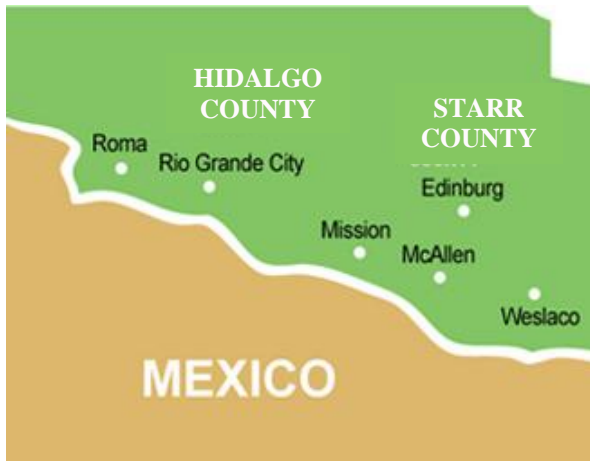 HIDALGO
COUNTY
STARR
COUNTY
Roma
Rio Grande City
Edinburg
Mission
McAllen
Weslaco
MEXICO